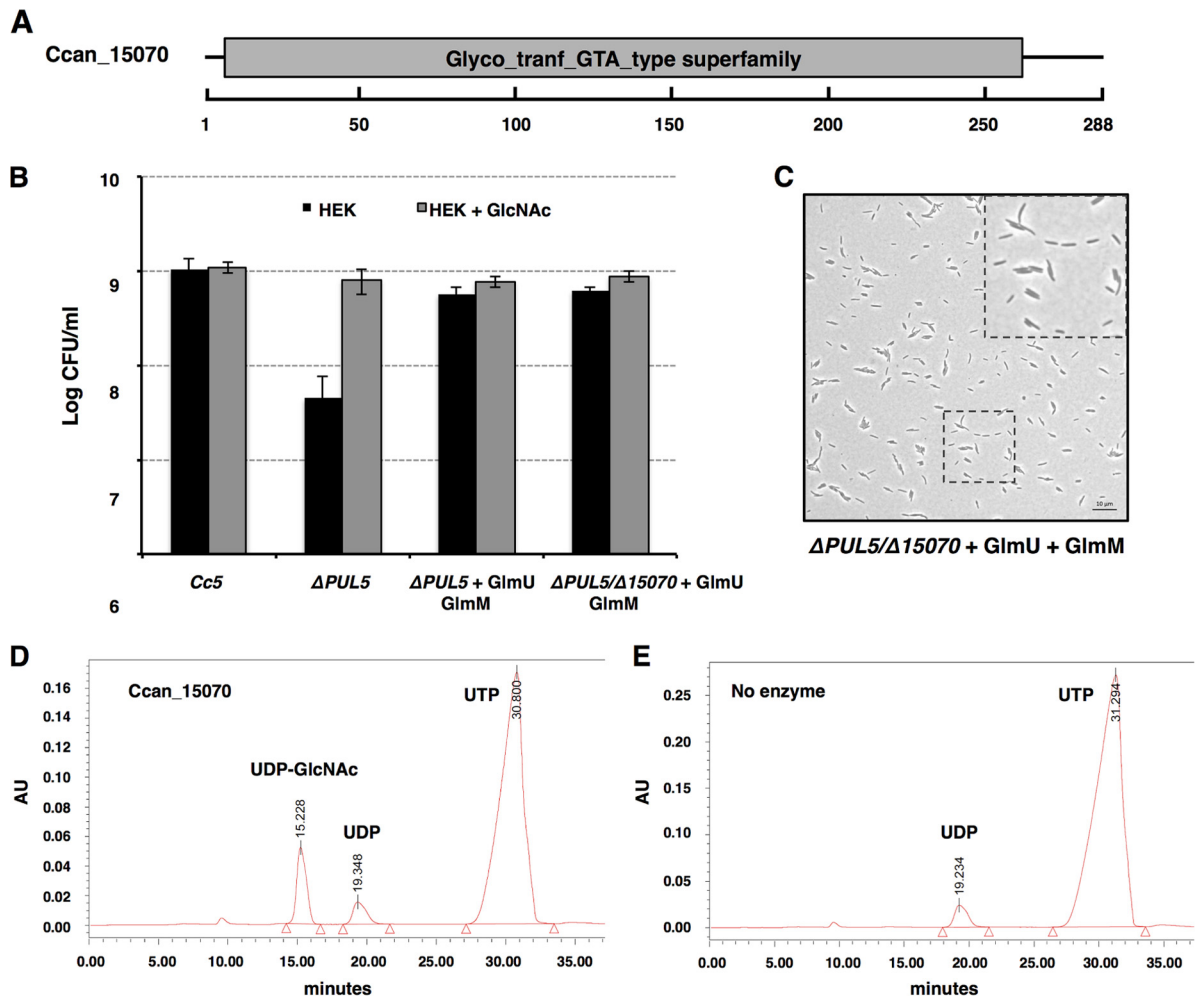 A
Ccan_15070
Glyco_tranf_GTA_type superfamily
1 50 100 150 200 250 288
B
Log CFU/ml
10
9
8
7
6
HEK HEK + GlcNAc
Cc5
ΔPUL5
ΔPUL5 + GlmU
GlmM
ΔPUL5/Δ15070 + GlmU
GlmM
C
10 µm
ΔPUL5/Δ15070 + GlmU + GlmM
D
Ccan_15070
AU
0.16
0.14
0.12
0.10
0.08
0.06
0.04
0.02
0.00
UDP-GlcNAc
15.228
UDP
19.348
UTP
30.800
0.00 5.00 10.00 15.00 20.00 25.00 30.00 35.00
minutes
E
No enzyme
AU
0.25
0.20
0.15
0.10
0.05
0.00
UDP
19.234
UTP
31.294
0.00 5.00 10.00 15.00 20.00 25.00 30.00 35.00
minutes